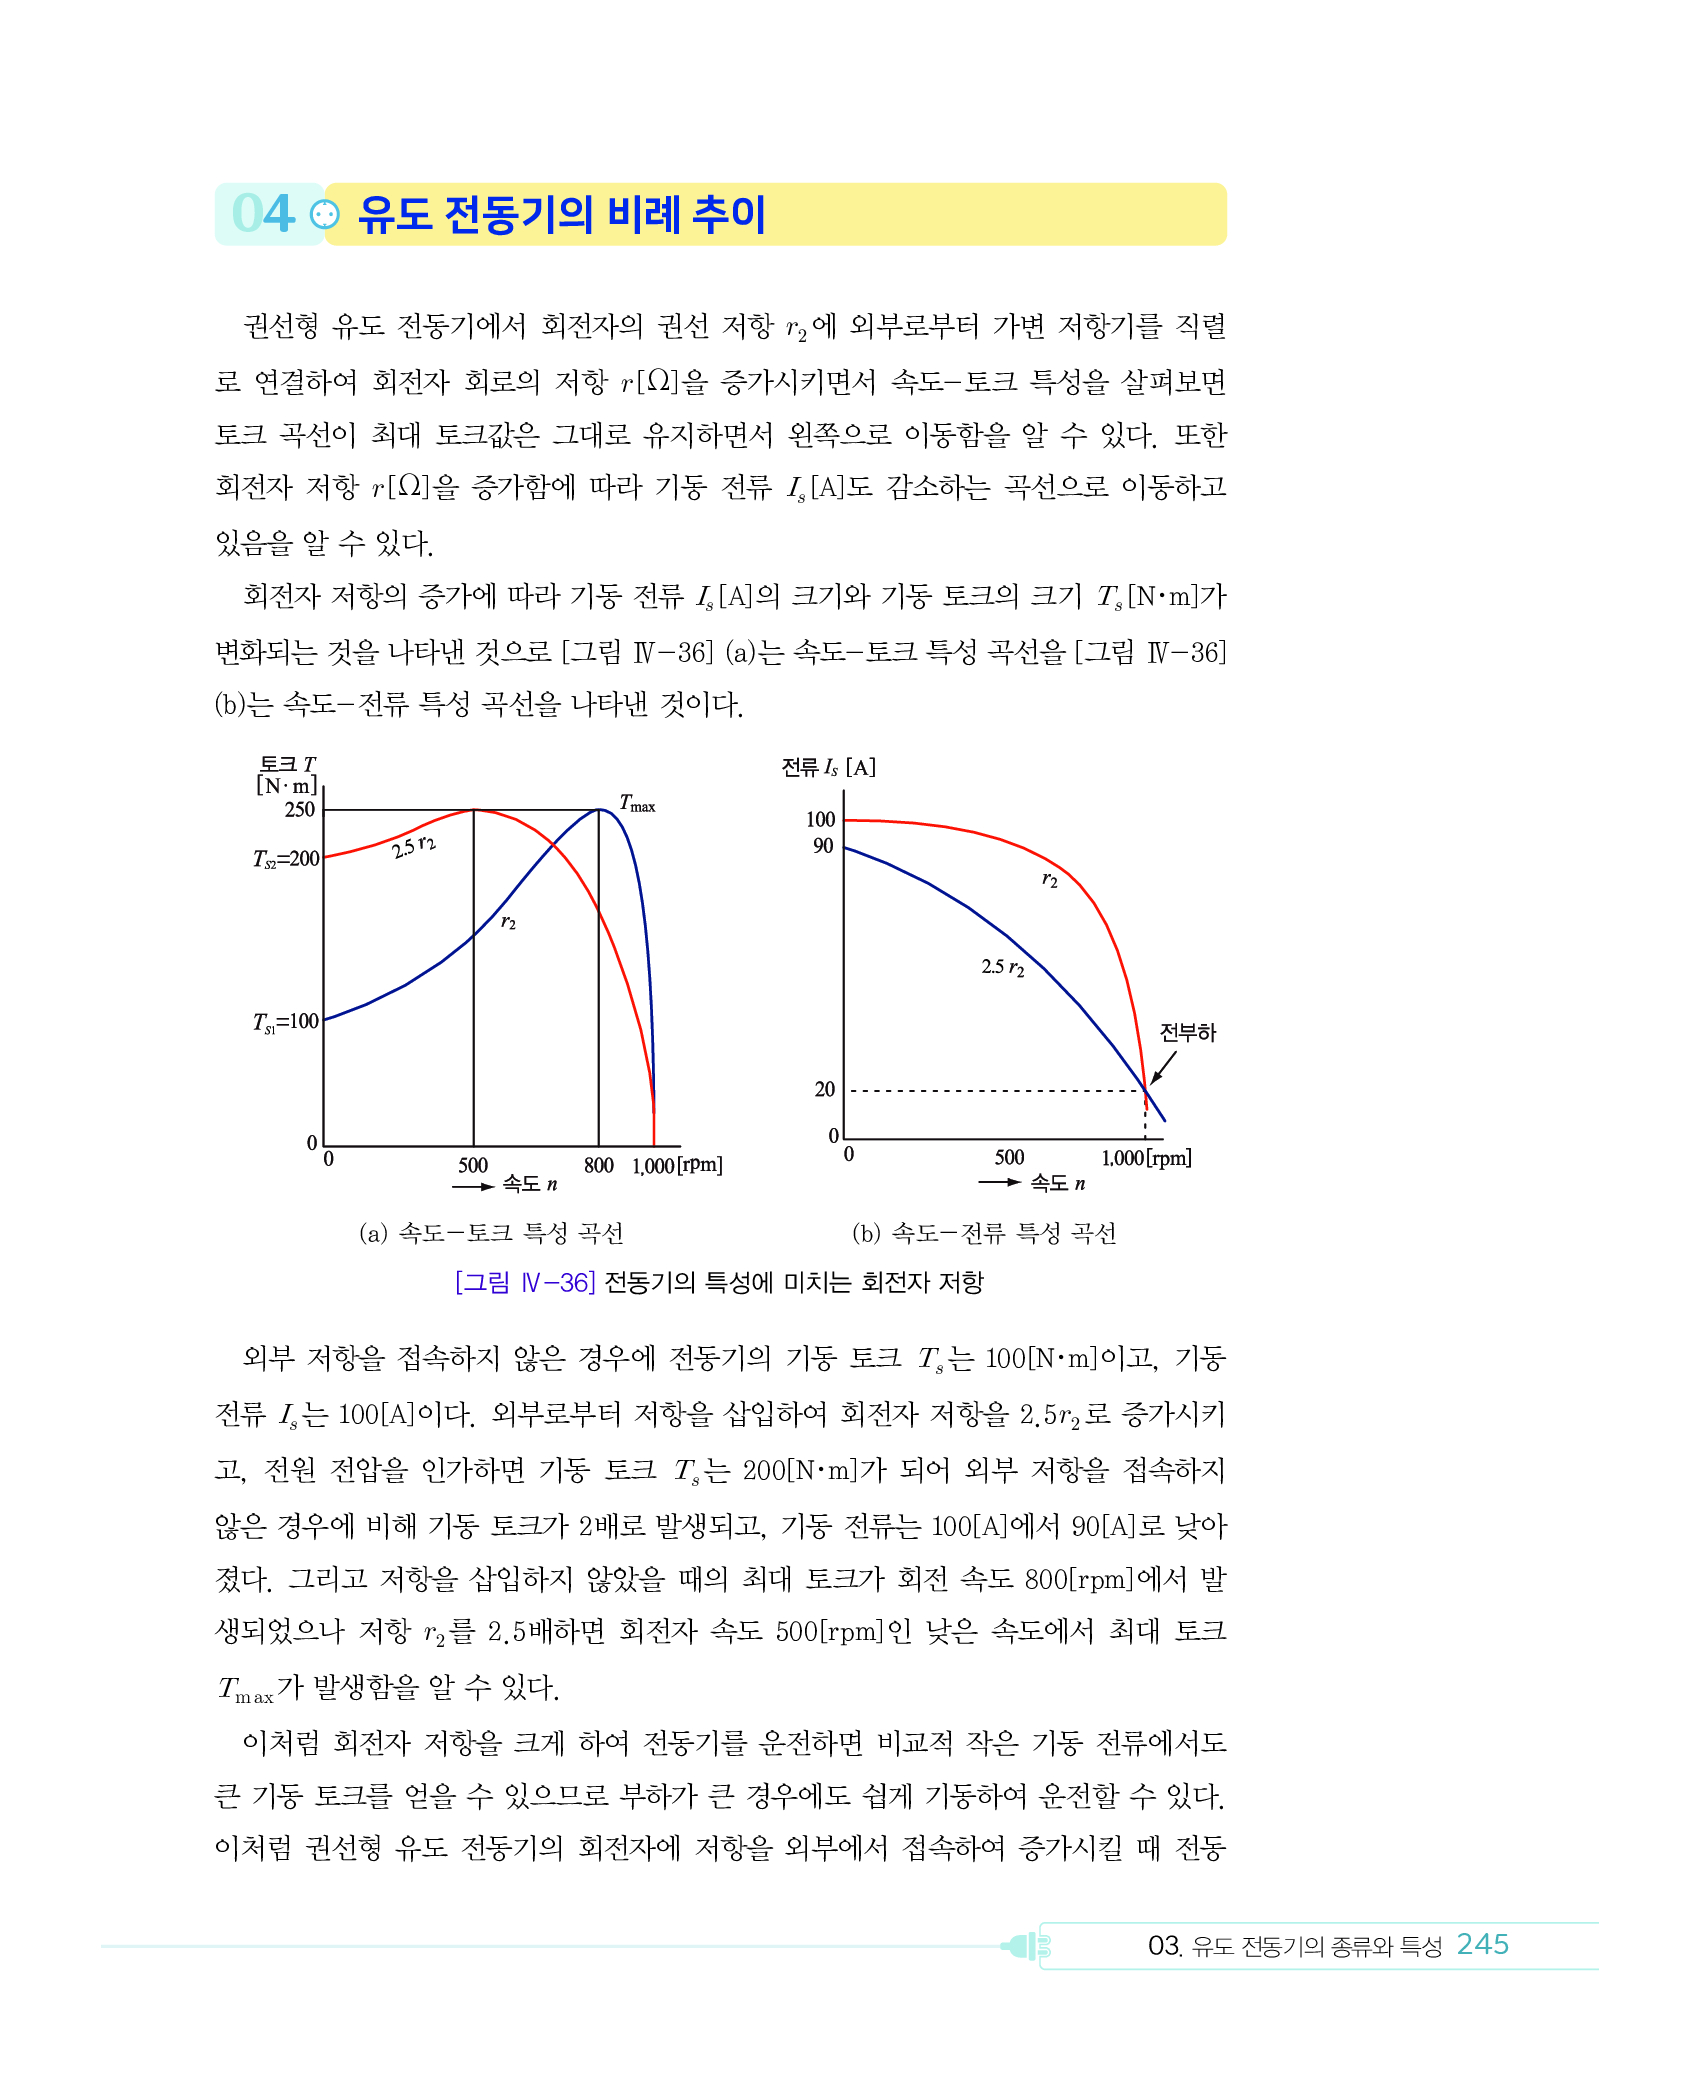 04 유도 전동기의 비례 추이
권선형 유도 전동기에서 회전자의 권선 저항 r₂에 외부로부터 가변 저항기를 직렬
로 연결하여 회전자 회로의 저항 r[Ω]을 증가시키면서 속도-토크 특성을 살펴보면
토크 곡선이 최대 토크값은 그대로 유지하면서 왼쪽으로 이동함을 알 수 있다. 또한
회전자 저항 r[Ω]을 증가함에 따라 기동 전류 Iₛ[A]도 감소하는 곡선으로 이동하고
있음을 알 수 있다.
회전자 저항의 증가에 따라 기동 전류 Iₛ[A]의 크기와 기동 토크의 크기 Tₛ[N·m]가
변화되는 것을 나타낸 것으로 [그림 Ⅳ-36] (a)는 속도-토크 특성 곡선을 [그림 Ⅳ-36]
(b)는 속도-전류 특성 곡선을 나타낸 것이다.
토크 T
[N·m]
250
Tmax
2.5 r₂
Ts2=200
r₂
Ts1=100
0
0
500
800
1,000[rpm]
속도 n
전류 Is [A]
100
90
r₂
2.5 r₂
전부하
20
0
0
500
1,000[rpm]
속도 n
(a) 속도-토크 특성 곡선
(b) 속도-전류 특성 곡선
[그림 Ⅳ-36] 전동기의 특성에 미치는 회전자 저항
외부 저항을 접속하지 않은 경우에 전동기의 기동 토크 Tₛ는 100[N·m]이고, 기동
전류 Iₛ는 100[A]이다. 외부로부터 저항을 삽입하여 회전자 저항을 2.5r₂로 증가시키
고, 전원 전압을 인가하면 기동 토크 Tₛ는 200[N·m]가 되어 외부 저항을 접속하지
않은 경우에 비해 기동 토크가 2배로 발생되고, 기동 전류는 100[A]에서 90[A]로 낮아
졌다. 그리고 저항을 삽입하지 않았을 때의 최대 토크가 회전 속도 800[rpm]에서 발
생되었으나 저항 r₂를 2.5배하면 회전자 속도 500[rpm]인 낮은 속도에서 최대 토크
Tmax가 발생함을 알 수 있다.
이처럼 회전자 저항을 크게 하여 전동기를 운전하면 비교적 작은 기동 전류에서도
큰 기동 토크를 얻을 수 있으므로 부하가 큰 경우에도 쉽게 기동하여 운전할 수 있다.
이처럼 권선형 유도 전동기의 회전자에 저항을 외부에서 접속하여 증가시킬 때 전동
03. 유도 전동기의 종류와 특성 245